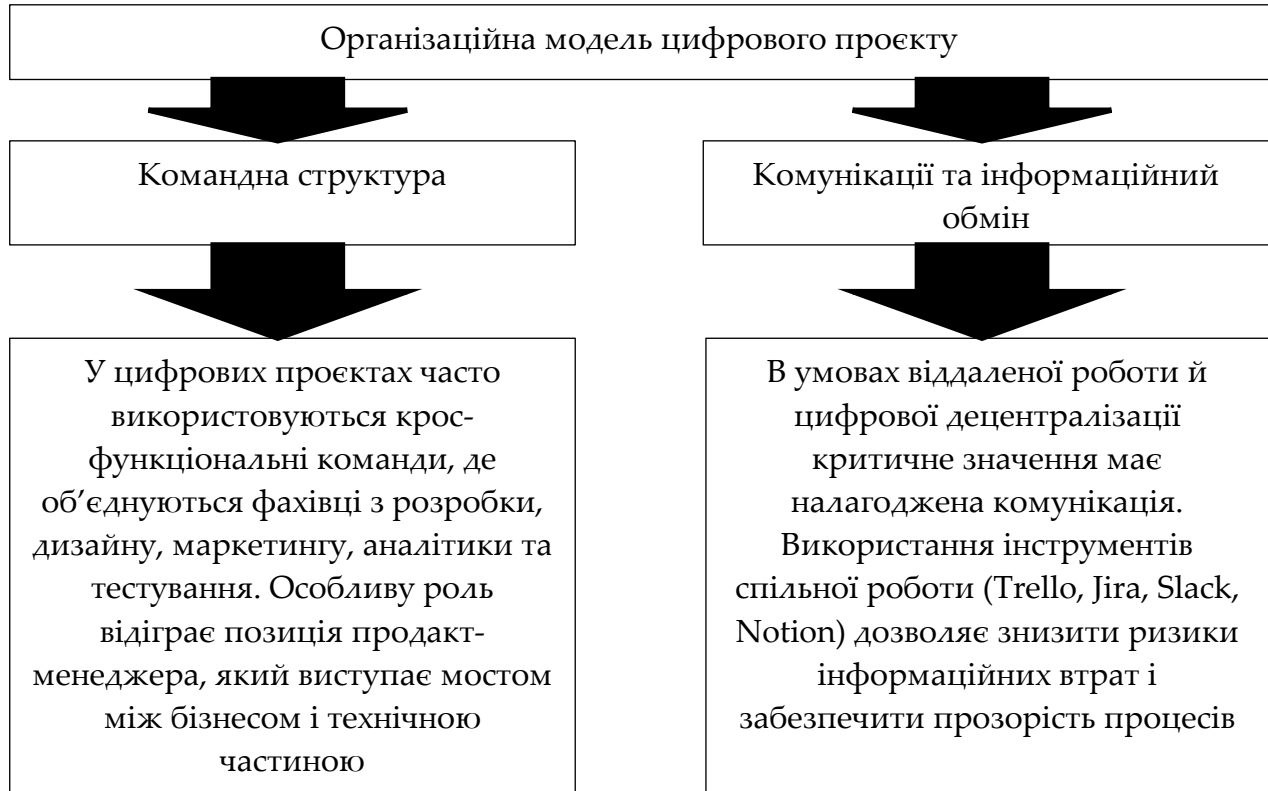 Організаційна модель цифрового проєкту
Командна структура
Комунікації та інформаційний
обмін
У цифрових проєктах часто
використовуються крос-
функціональні команди, де
об’єднуються фахівці з розробки,
дизайну, маркетингу, аналітики та
тестування. Особливу роль
відіграє позиція продакт-
менеджера, який виступає мостом
між бізнесом і технічною
частиною
В умовах віддаленої роботи й
цифрової децентралізації
критичне значення має
налагоджена комунікація.
Використання інструментів
спільної роботи (Trello, Jira, Slack,
Notion) дозволяє знизити ризики
інформаційних втрат і
забезпечити прозорість процесів